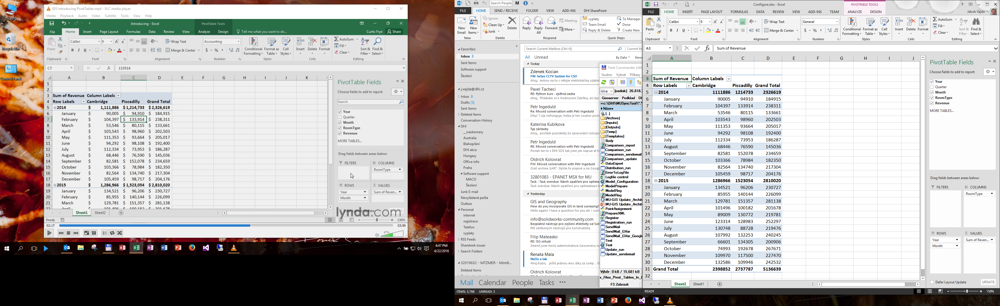 This PC
Recycle Bin
Control Panel
003 Introducing PivotTables.mp4 - VLC media player
Media Playback Audio Video Subtitle Tools View Help
Introducing - Excel
PivotTable Tools
File Home Insert Page Layout Formulas Data Review View Analyze Design Tell me what you want to do... Curtis Frye Share
Calibri 9 Wrap Text Accounting
Paste B I U Merge & Center $ % Conditional Formatting Format as Table Cell Styles Insert Delete Format AutoSum Fill Clear Sort & Filter Find & Select
Clipboard Font Alignment Number Styles Cells Editing
C7 133914
A B C D E F G H I J K
1
2
3 Sum of Revenue Column Labels
4 Row Labels Cambridge Piccadilly Grand Total
5 2014 $ 1,111,886 $ 1,214,733 $ 2,326,619
6 January $ 90,005 $ 94,910 $ 184,915
7 February $ 104,397 $ 133,914 $ 238,311
8 March $ 53,546 $ 80,115 $ 133,661
9 April $ 103,543 $ 98,960 $ 202,503
10 May $ 111,353 $ 93,664 $ 205,017
11 June $ 94,292 $ 98,108 $ 192,400
12 July $ 112,334 $ 73,953 $ 186,287
13 August $ 68,446 $ 76,590 $ 145,036
14 September $ 82,581 $ 152,078 $ 234,659
15 October $ 103,366 $ 78,984 $ 182,350
16 November $ 82,564 $ 134,740 $ 217,304
17 December $ 105,459 $ 98,717 $ 204,176
18 2015 $ 1,286,966 $ 1,523,054 $ 2,810,020
19 January $ 134,521 $ 96,206 $ 230,727
20 February $ 85,955 $ 140,144 $ 226,099
21 March $ 129,781 $ 151,357 $ 281,138
Sheet1 Sheet2
Ready 130%
PivotTable Fields
Choose fields to add to report:
Search
Year
Quarter
Month
RoomType
Revenue
MORE TABLES...
Drag fields between areas below:
FILTERS COLUMNS
RoomType
ROWS VALUES
Year Sum of Reven...
Month
lynda.com
02:17 03:59
67%
4:47 PM
4/22/2016
Search People
FILE HOME SEND / RECEIVE FOLDER VIEW ADD-INS DHI SharePoint
New Email New Items Ignore Clean Up Junk Delete Reply Reply All Forward Meeting More vyplaty Team Email Reply & Delete To Manager Done Create New
New Delete Respond Quick Steps
Favorites
Inbox 3
Sent Items
Software support
Školení
j.vajda@dhi.cz
Inbox 3
Drafts [5]
Sent Items
Deleted Items
Conversation History
DHI
__srazkomery
Australia
Blahopřání
DHI akce
Hungary
Office info
Praha
Software support
MACO
Školení
Junk E-mail
Nevyžádaná pošta
Outbox
Personal
internet
registrace
Telefon
vyplaty
RSS Feeds
Sharelook issues
Search Folders
32019632 - MTZMER - Monit...
Deleted Items
Search Current Mailbox (Ctrl+E)
All Unread By Date
Today
Zdenek Kocian
FW: SeSys CCTV System for CSO
Ahoj, mrknu na to s někým elektrikářsky zdatn
Pavel Tacheci
RE: Python kurz - zpětná vazba
Ahoj, Přidávám se k hodnocení Zdeňka, asi byc
Petr Ingeduld
Re: Missed conversation with Petr Ingeduld
Diky! 7-zip nefunguje, treba je ten soubor posl
Katerina Kubikova
Typ zástavby
Ahoj, posílám poznámky ke zpracování rozvojo
Petr Ingeduld
RE: Missed conversation with Petr Ingeduld
Poslali me to z DHI SOS tak jsme jim napsal at to
Oldrich Kolovrat
FW: Missed conversation with Petr Ingeduld
Znáš archive GAR? Slyším to poprvé a na Goog
32801083 - EPANET MSX for MU
Task - Task overdue: Návrh opatření pro optima
Task overdue: Návrh opatření pro optimalizaci k
Yesterday
GIS and Geography
How do you incorporate GIS in land surveying?
Hello again! I have a question for you all. I curr
info@solidworks-community.com
Bezplatné nástroje pro zvýšení efektivity od Sol
Pět oblíbených nástrojů pro konstruktéry
Filip Mateasko
RE: ISG virtuál
Zmenil jsem heslo administratora Geoserveru na
Renata Mala
Nečín a tak
Ahoj Kubo, ještě jednou moc díky za comp ..
Oldrich Kolovrat
Mail Calendar People Tasks
ITEMS: 3,768 UNREAD: 3
Total Commander (x64)
Soubor Vybrat Příkazy
c [osdisk] 26,818,
Geoserver Podklad DH
c:\DHI\MUSyncTool\*.*
Název
[..]
[Archive]
[Inputs]
[Outputs]
[Temp]
[Templates]
Body
Comparison_report
Comparison_run
Comparison_sendemail
Comparison_update
DataExport
Distribution_run
ErrorToLogFile
Logfile control
Model_Configuration
ModelPrepare
ModelReg
ModelReg
MU-GIS Update_Archit
MU-GIS Update_Archit
PointAssignment
PrepareXML
Register
Registration_run
SendMail
SendMail_GVar
SendMail_GVar_Google
Test
Test
Update_run
Update_sendemail
Výběr: 0 kB / 15,681 kB
x_Files_Pivot_Tables_In_D
F3 Zobrazit
Configure.xlsx - Excel
PIVOTTABLE TOOLS
FILE HOME INSERT PAGE LAYOUT FORMULAS DATA REVIEW VIEW ADD-INS TEAM ANALYZE DESIGN Jakub Vajda
Calibri 9 Wrap Text General
Paste B I U Merge & Center $ % Conditional Formatting Format as Table Cell Styles Insert Delete Format AutoSum Fill Clear Sort & Filter Find & Select
Clipboard Font Alignment Number Styles Cells Editing
A3 Sum of Revenue
A B C D E F G H I J
1
2
3 Sum of Revenue Column Labels
4 Row Labels Cambridge Piccadilly Grand Total
5 2014 1111886 1214733 2326619
6 January 90005 94910 184915
7 February 104397 133914 238311
8 March 53546 80115 133661
9 April 103543 98960 202503
10 May 111353 93664 205017
11 June 94292 98108 192400
12 July 112334 73953 186287
13 August 68446 76590 145036
14 September 82581 152078 234659
15 October 103366 78984 182350
16 November 82564 134740 217304
17 December 105459 98717 204176
18 2015 1286966 1523054 2810020
19 January 134521 96206 230727
20 February 85955 140144 226099
21 March 129781 151357 281138
22 April 101496 100182 201678
23 May 89009 130772 219781
24 June 123314 128983 252297
25 July 130748 88728 219476
26 August 107992 132253 240245
27 September 66601 134305 200906
28 October 74993 192678 267671
29 November 109970 117500 227470
30 December 132586 109946 242532
31 Grand Total 2398852 2737787 5136639
32
Sheet2 Sheet1
READY 150%
PivotTable Fields
Choose fields to add to report:
Year
Quarter
Month
RoomType
Revenue
MORE TABLES...
Drag fields between areas below:
FILTERS COLUMNS
RoomType
ROWS VALUES
Year Sum of Reven...
Month
Defer Layout Update UPDATE